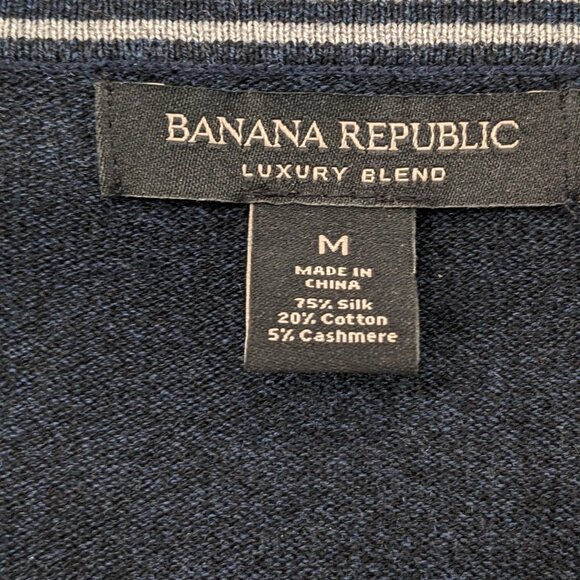 BANANA REPUBLIC
LUXURY BLEND
M
MADE IN
CHINA
75% Silk
20% Cotton
5% Cashmere